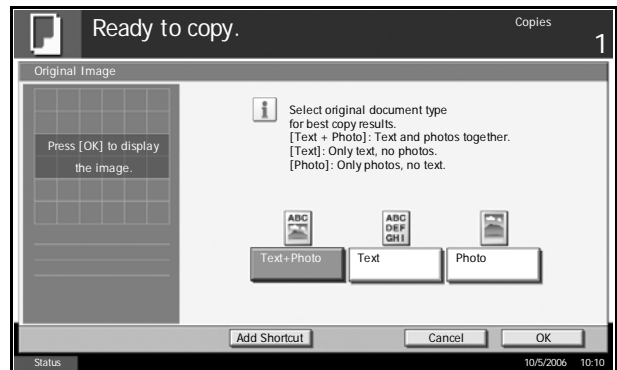 Ready to copy.
Copies
1
Original Image
Press [OK] to display
the image.
i
Select original document type
for best copy results.
[Text + Photo]: Text and photos together.
[Text]: Only text, no photos.
[Photo]: Only photos, no text.
ABC
ABC
DEF
GHI
Text+Photo
Text
Photo
Add Shortcut
Cancel
OK
Status
10/5/2006 10:10